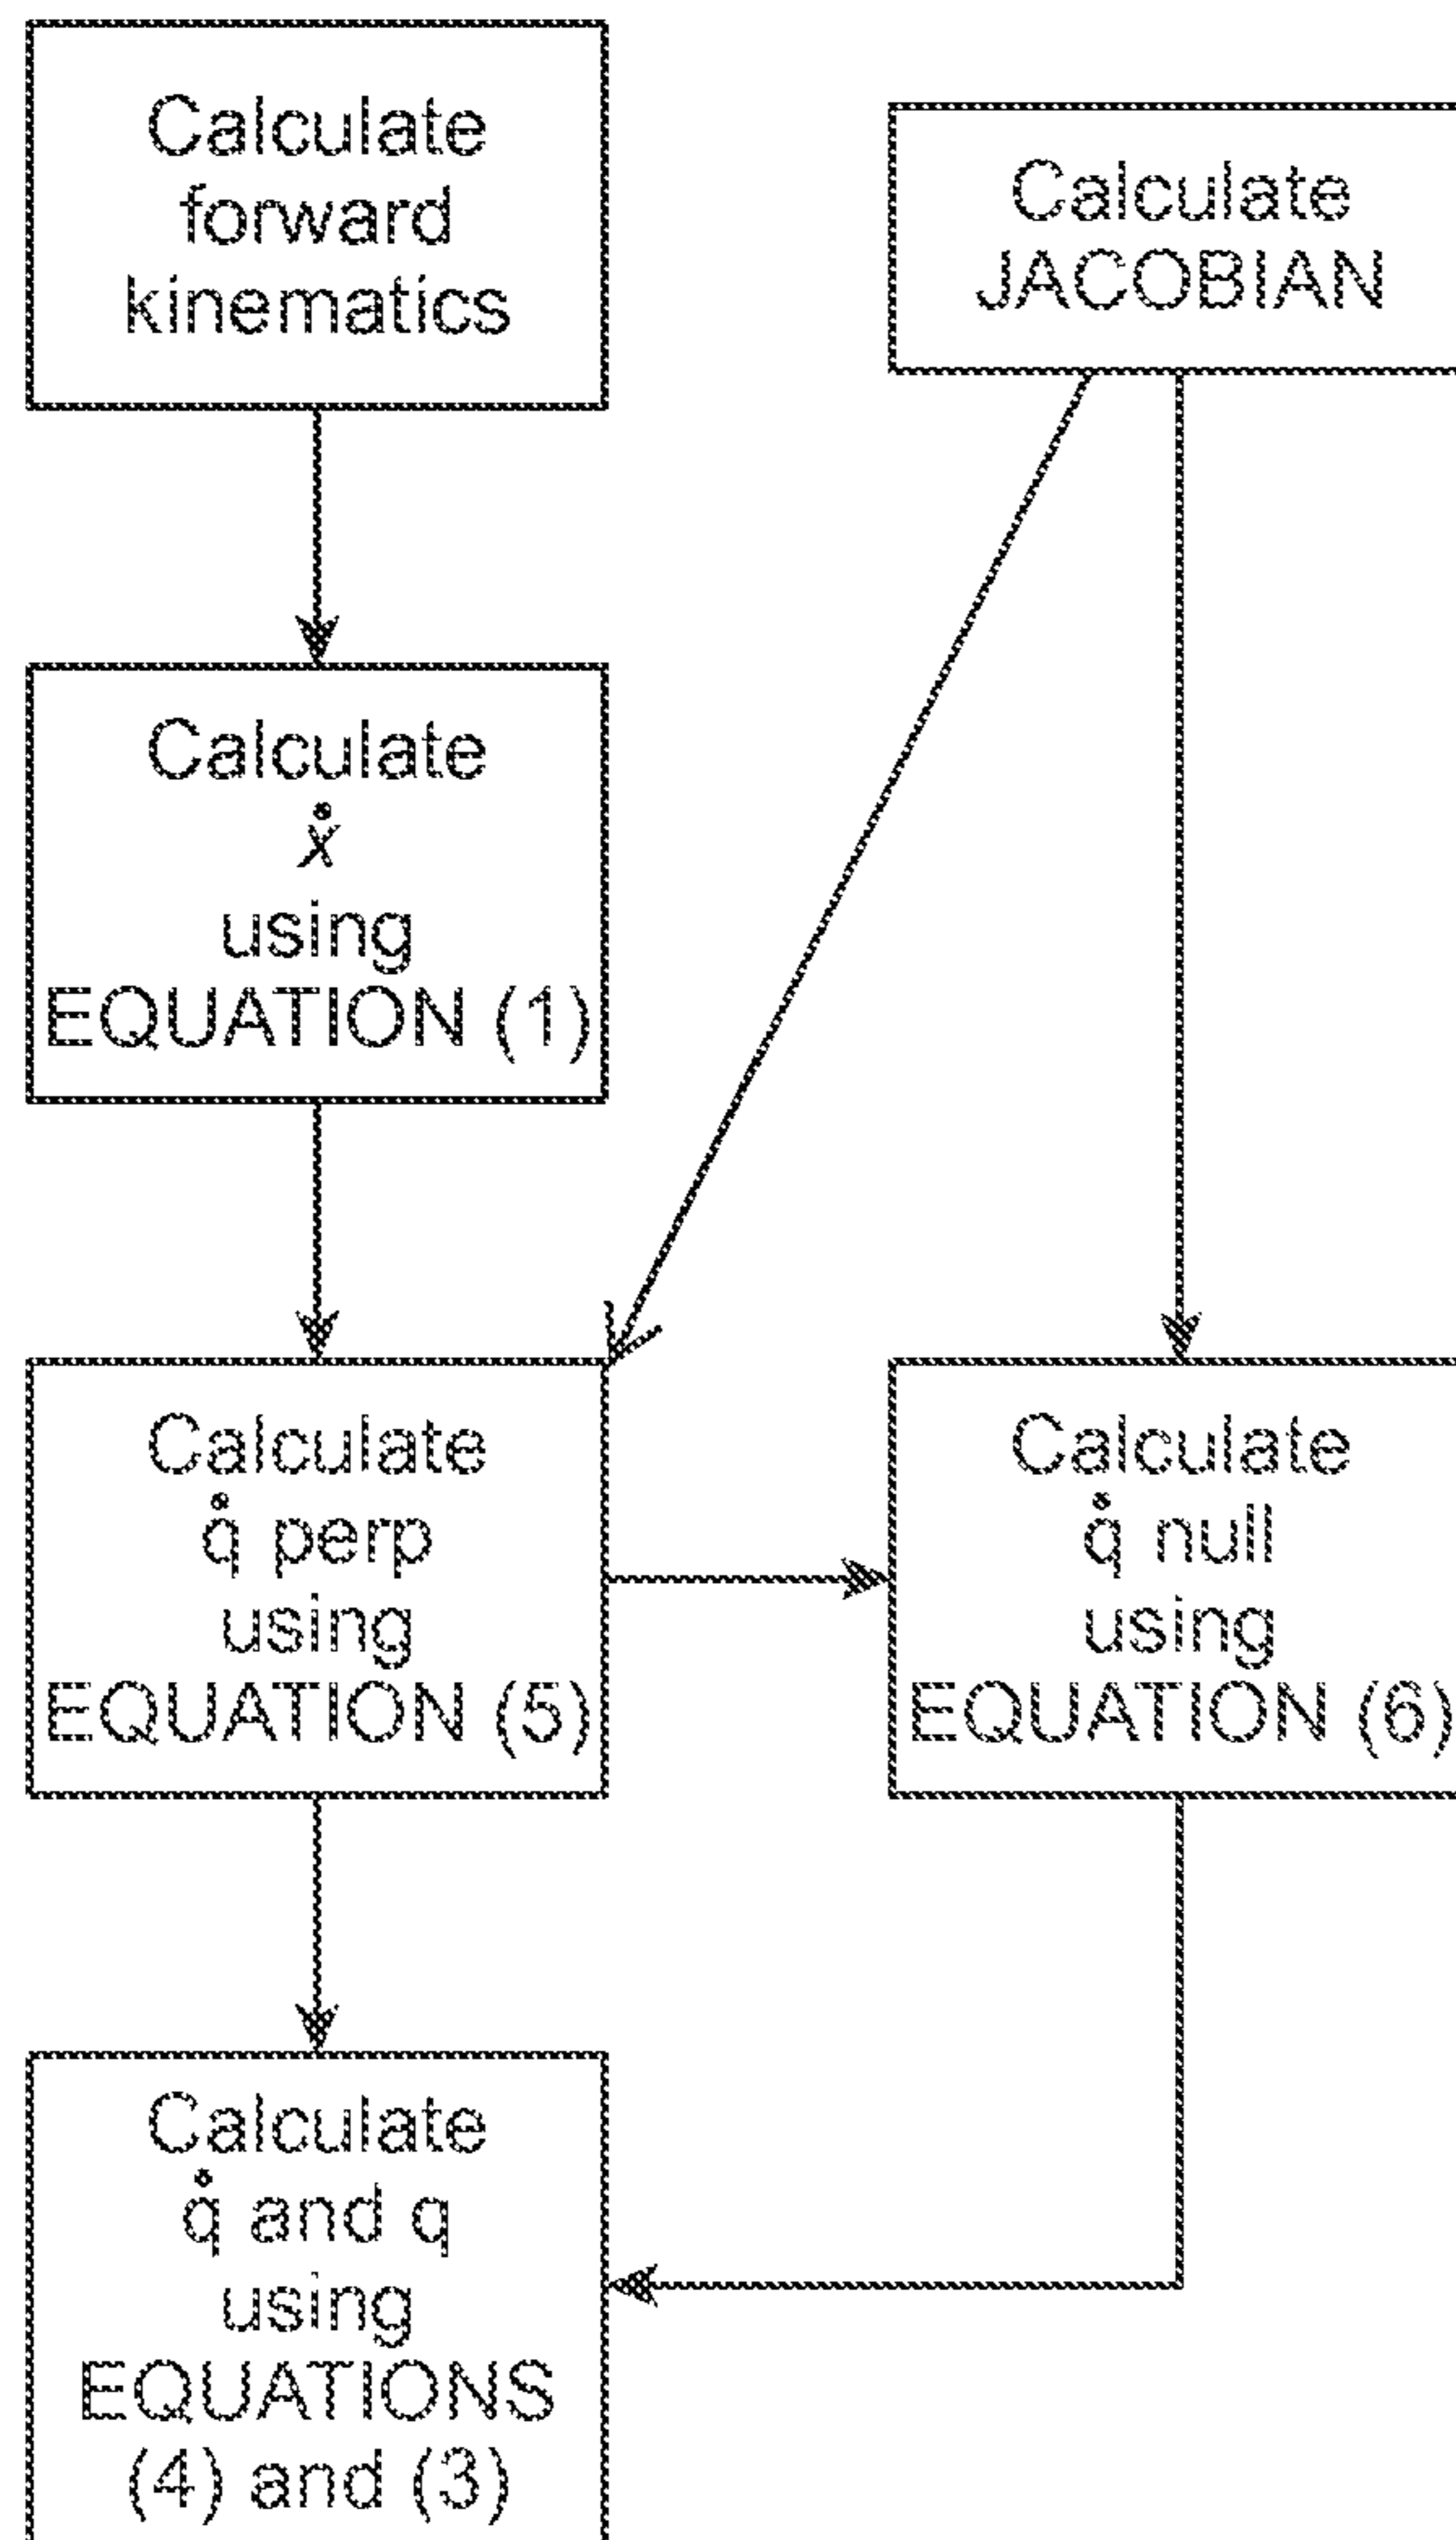 Calculate
forward
kinematics
Calculate
JACOBIAN
Calculate
ẋ
using
EQUATION (1)
Calculate
q̇ perp
using
EQUATION (5)
Calculate
q̇ null
using
EQUATION (6)
Calculate
q̇ and q
using
EQUATIONS
(4) and (3)